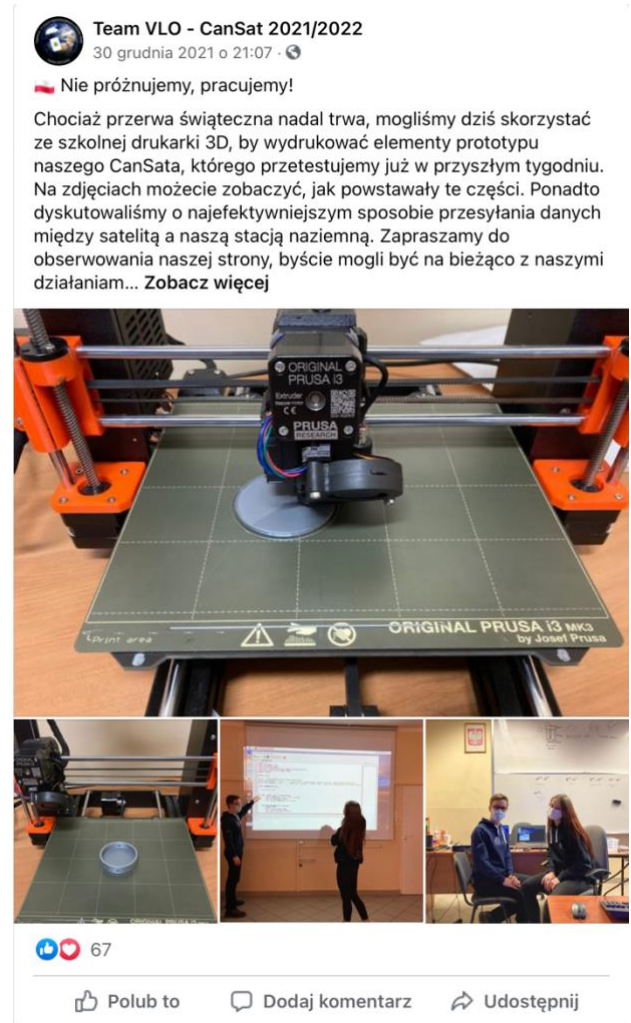 Team VLO - CanSat 2021/2022
30 grudnia 2021 o 21:07 ·
Nie próżnujemy, pracujemy!
Chociaż przerwa świąteczna nadal trwa, mogliśmy dziś skorzystać
ze szkolnej drukarki 3D, by wydrukować elementy prototypu
naszego CanSata, którego przetestujemy już w przyszłym tygodniu.
Na zdjęciach możecie zobaczyć, jak powstawały te części. Ponadto
dyskutowaliśmy o najefektywniejszym sposobie przesyłania danych
między satelitą a naszą stacją naziemną. Zapraszamy do
obserwowania naszej strony, byście mogli być na bieżąco z naszymi
działaniam... Zobacz więcej
ORIGINAL
PRUSA i3
Extruder
CE
PRUSA
RESEARCH
Print area
ORIGINAL PRUSA i3 MK3
by Josef Prusa
ORIGINAL PRUSA i3
67
Polub to
Dodaj komentarz
Udostępnij